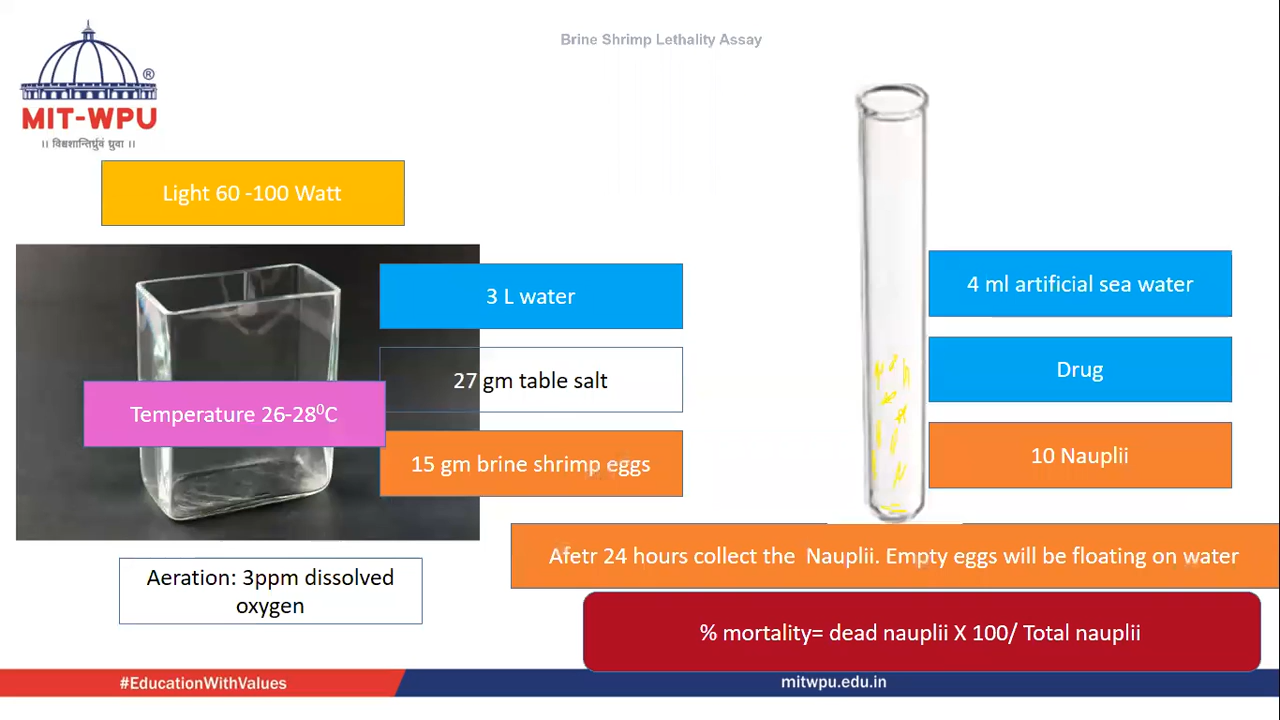 Brine Shrimp Lethality Assay
®
MIT-WPU
।। विश्वशान्तिर्ध्रुवं ध्रुवा ।।
Light 60 -100 Watt
3 L water
27 gm table salt
Temperature 26-28⁰C
15 gm brine shrimp eggs
Aeration: 3ppm dissolved
oxygen
4 ml artificial sea water
Drug
10 Nauplii
Afetr 24 hours collect the Nauplii. Empty eggs will be floating on water
% mortality= dead nauplii X 100/ Total nauplii
#EducationWithValues
mitwpu.edu.in